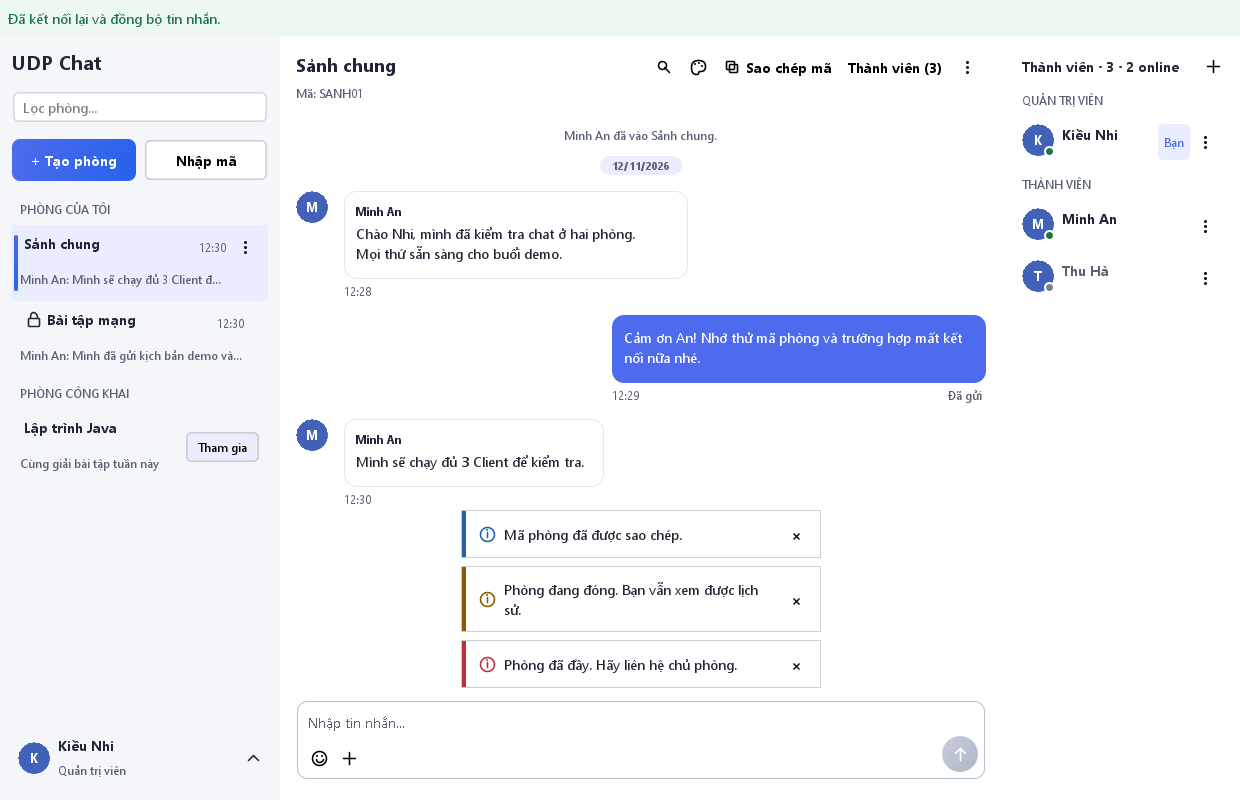 Đã kết nối lại và đồng bộ tin nhắn.
UDP Chat
Lọc phòng...
+ Tạo phòng
Nhập mã
PHÒNG CỦA TÔI
Sảnh chung
12:30
Minh An: Mình sẽ chạy đủ 3 Client đ...
Bài tập mạng
12:30
Minh An: Mình đã gửi kịch bản demo và...
PHÒNG CÔNG KHAI
Lập trình Java
Cùng giải bài tập tuần này
Tham gia
K
Kiều Nhi
Quản trị viên
Sảnh chung
Mã: SANH01
Sao chép mã
Thành viên (3)
Minh An đã vào Sảnh chung.
12/11/2026
M
Minh An
Chào Nhi, mình đã kiểm tra chat ở hai phòng.
Mọi thứ sẵn sàng cho buổi demo.
12:28
Cảm ơn An! Nhớ thử mã phòng và trường hợp mất kết
nối nữa nhé.
12:29
Đã gửi
M
Minh An
Mình sẽ chạy đủ 3 Client để kiểm tra.
12:30
Mã phòng đã được sao chép.
×
Phòng đang đóng. Bạn vẫn xem được lịch
sử.
×
Phòng đã đầy. Hãy liên hệ chủ phòng.
×
Nhập tin nhắn...
Thành viên · 3 · 2 online
QUẢN TRỊ VIÊN
K
Kiều Nhi
Bạn
THÀNH VIÊN
M
Minh An
T
Thu Hà